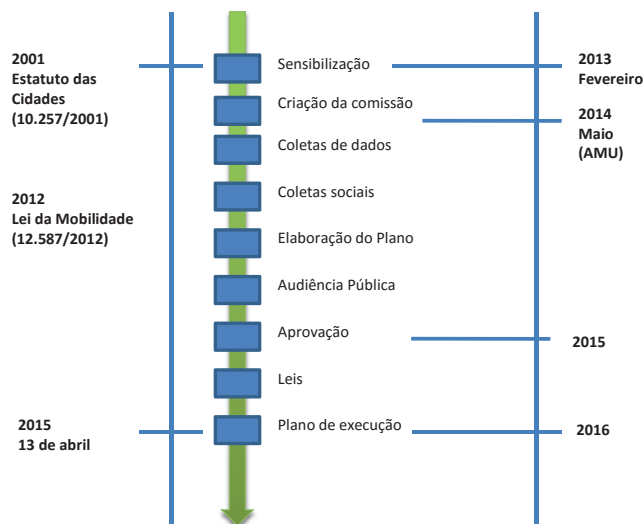 2001
Estatuto das
Cidades
(10.257/2001)
2012
Lei da Mobilidade
(12.587/2012)
2015
13 de abril
Sensibilização
Criação da comissão
Coletas de dados
Coletas sociais
Elaboração do Plano
Audiência Pública
Aprovação
Leis
Plano de execução
2013
Fevereiro
2014
Maio
(AMU)
2015
2016